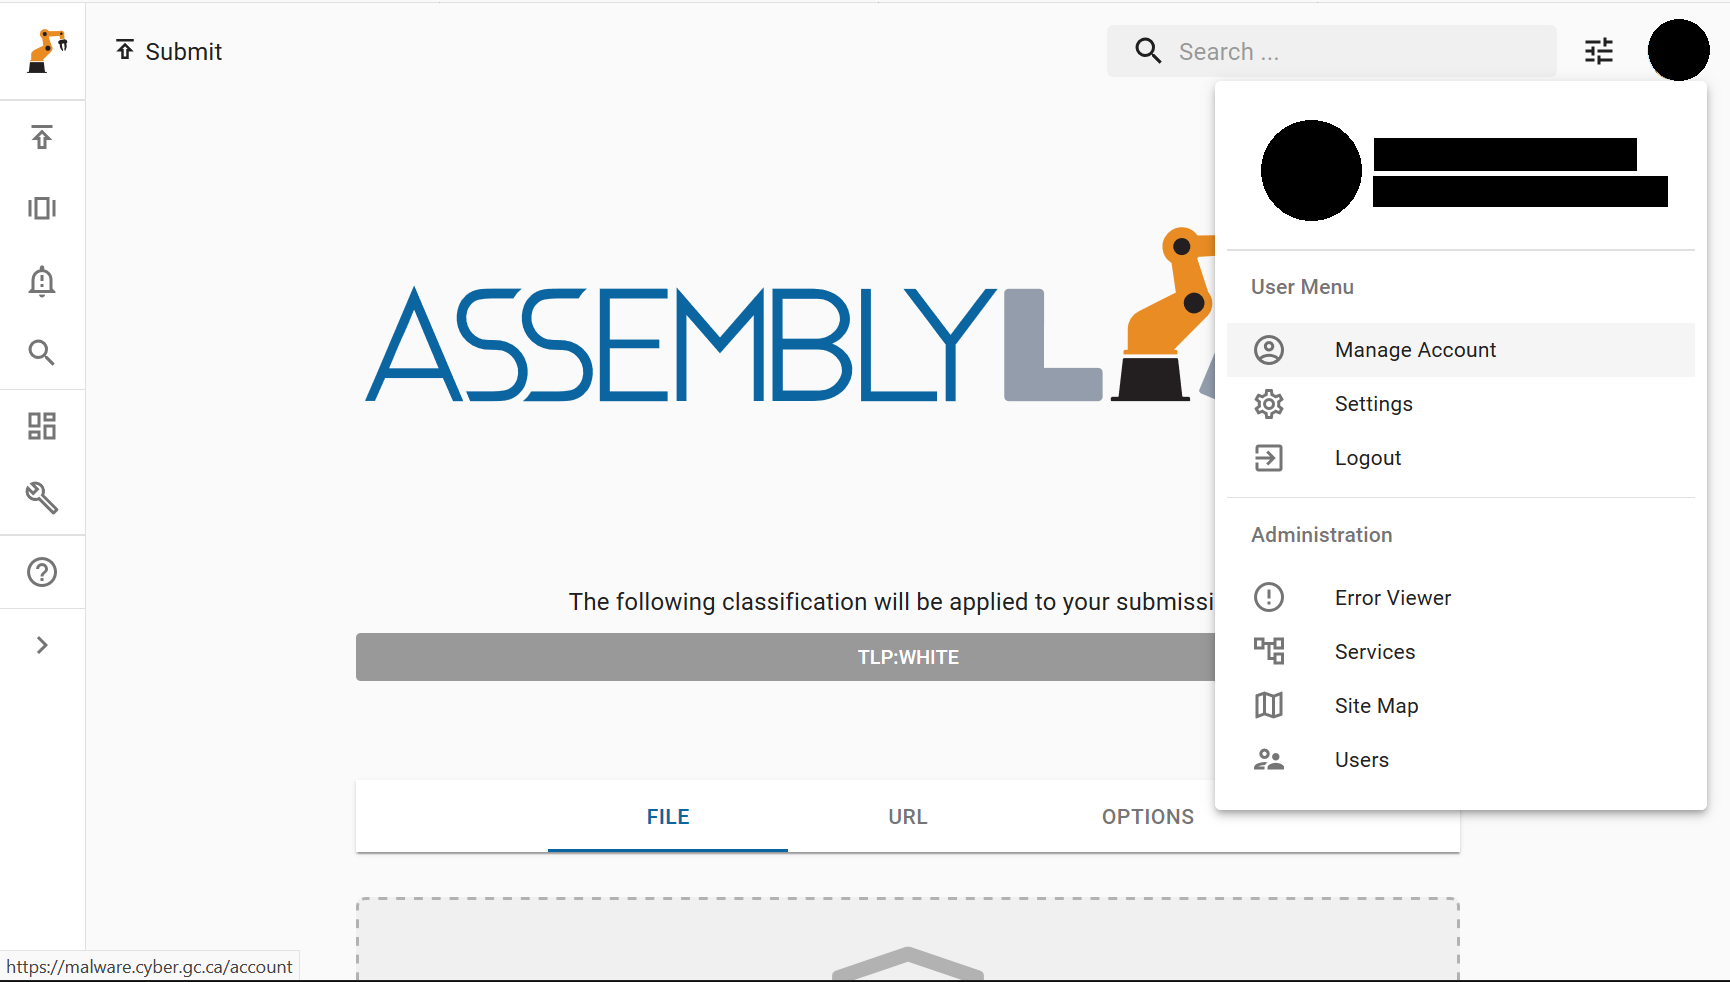 Submit
Search ...
ASSEMBLYL
User Menu
Manage Account
Settings
Logout
Administration
Error Viewer
Services
Site Map
Users
The following classification will be applied to your submissi
TLP:WHITE
FILE
URL
OPTIONS
https://malware.cyber.gc.ca/account